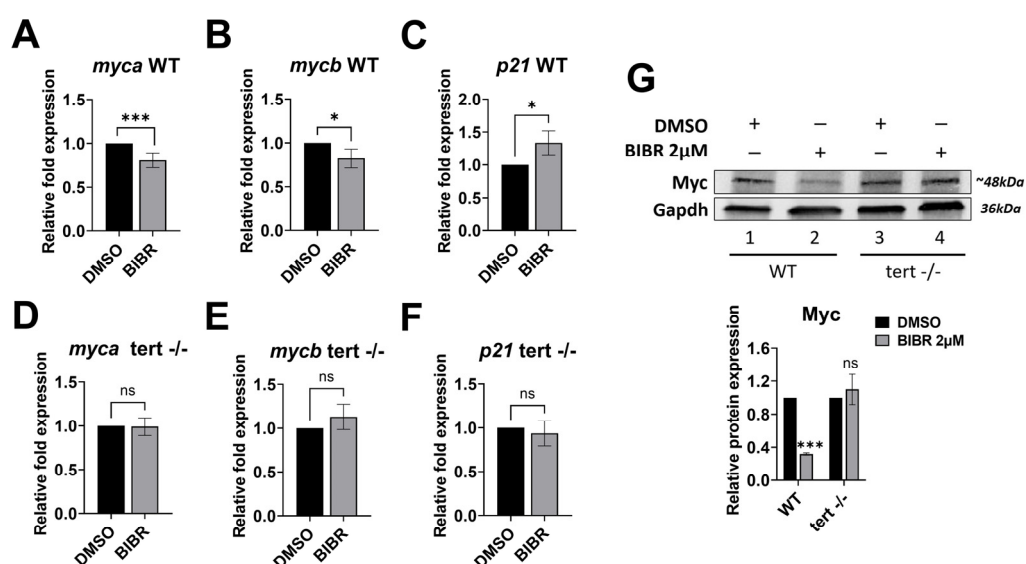 A
myca WT
Relative fold expression
1.5
1.0
0.5
0.0
***
DMSO
BIBR
B
mycb WT
Relative fold expression
1.5
1.0
0.5
0.0
*
DMSO
BIBR
C
p21 WT
Relative fold expression
2.0
1.5
1.0
0.5
0.0
*
DMSO
BIBR
D
myca tert -/-
Relative fold expression
1.5
1.0
0.5
0.0
ns
DMSO
BIBR
E
mycb tert -/-
Relative fold expression
1.5
1.0
0.5
0.0
ns
DMSO
BIBR
F
p21 tert -/-
Relative fold expression
1.5
1.0
0.5
0.0
ns
DMSO
BIBR
G
DMSO + − + −
BIBR 2μM − + − +
Myc ~48kDa
Gapdh 36kDa
1 2 3 4
WT tert -/-
Myc
DMSO
BIBR 2μM
Relative protein expression
1.6
1.2
0.8
0.4
0.0
***
ns
WT
tert -/-